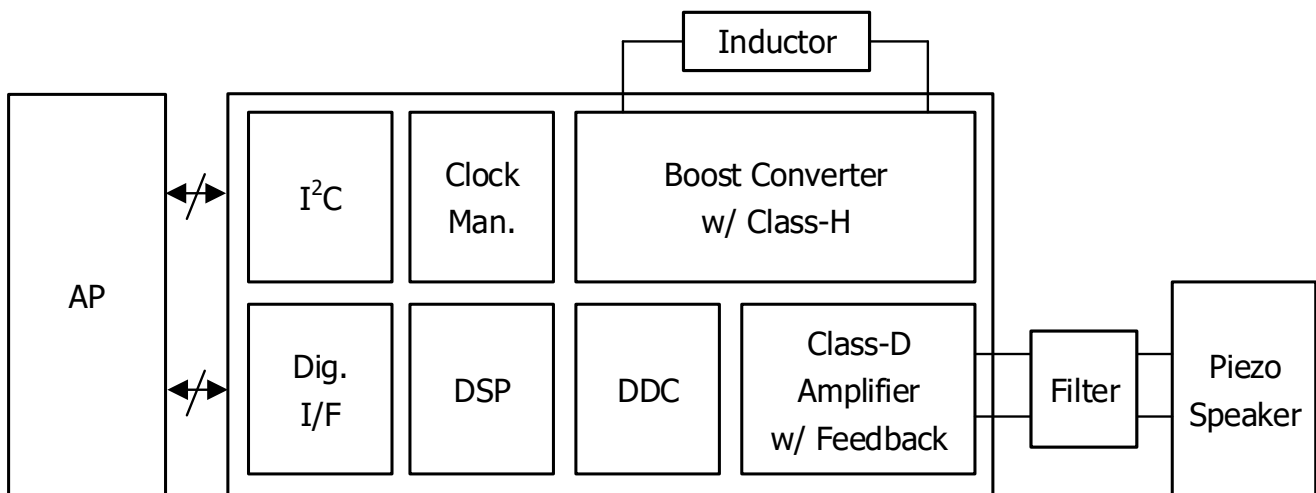 Inductor
AP
I²C
Clock
Man.
Boost Converter
w/ Class-H
Dig.
I/F
DSP
DDC
Class-D
Amplifier
w/ Feedback
Filter
Piezo
Speaker